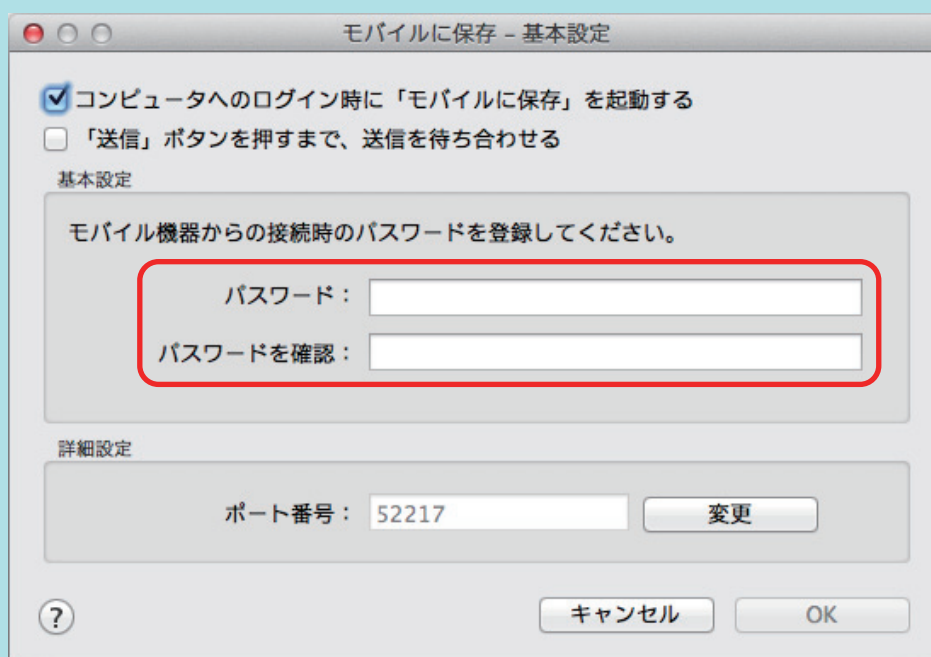 モバイルに保存 – 基本設定
コンピュータへのログイン時に「モバイルに保存」を起動する
「送信」ボタンを押すまで、送信を待ち合わせる
基本設定
モバイル機器からの接続時のパスワードを登録してください。
パスワード：
パスワードを確認：
詳細設定
ポート番号： 52217 変更
? キャンセル OK